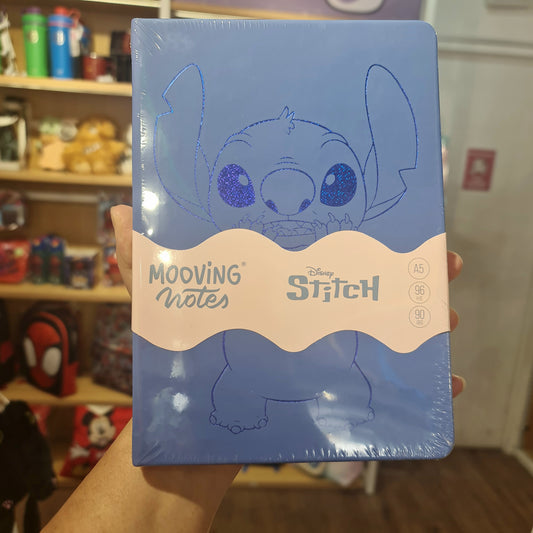 MOOVING®
notes
Disney
Stitch
A5
96
90